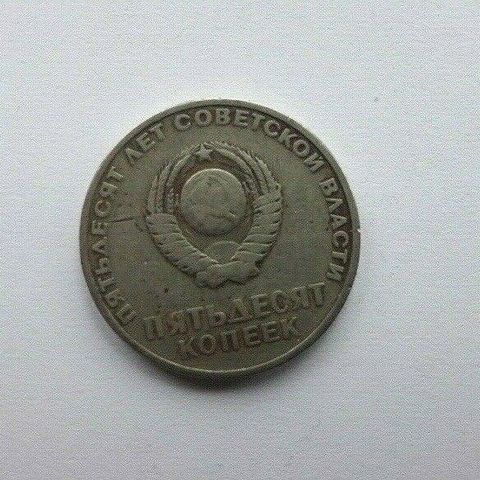 ПЯТЬДЕСЯТ ЛЕТ СОВЕТСКОЙ ВЛАСТИ
ПЯТЬДЕСЯТ
КОПЕЕК